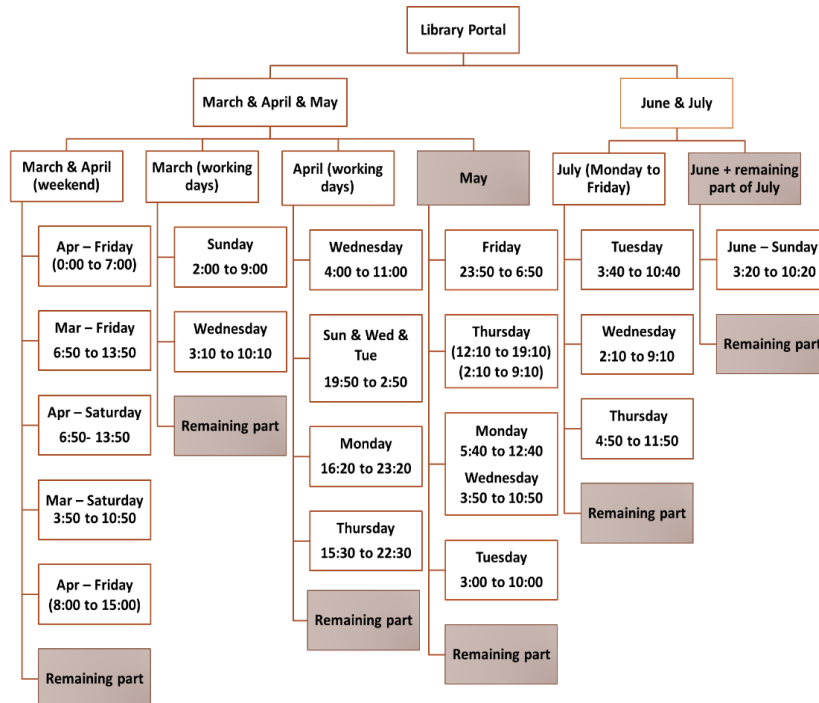 Library Portal
March & April & May
June & July
March & April
(weekend)
March (working
days)
April (working
days)
May
July (Monday to
Friday)
June + remaining
part of July
Apr – Friday
(0:00 to 7:00)
Mar – Friday
6:50 to 13:50
Apr – Saturday
6:50- 13:50
Mar – Saturday
3:50 to 10:50
Apr – Friday
(8:00 to 15:00)
Remaining part
Sunday
2:00 to 9:00
Wednesday
3:10 to 10:10
Remaining part
Wednesday
4:00 to 11:00
Sun & Wed &
Tue
19:50 to 2:50
Monday
16:20 to 23:20
Thursday
15:30 to 22:30
Remaining part
Friday
23:50 to 6:50
Thursday
(12:10 to 19:10)
(2:10 to 9:10)
Monday
5:40 to 12:40
Wednesday
3:50 to 10:50
Tuesday
3:00 to 10:00
Remaining part
Tuesday
3:40 to 10:40
Wednesday
2:10 to 9:10
Thursday
4:50 to 11:50
Remaining part
June – Sunday
3:20 to 10:20
Remaining part